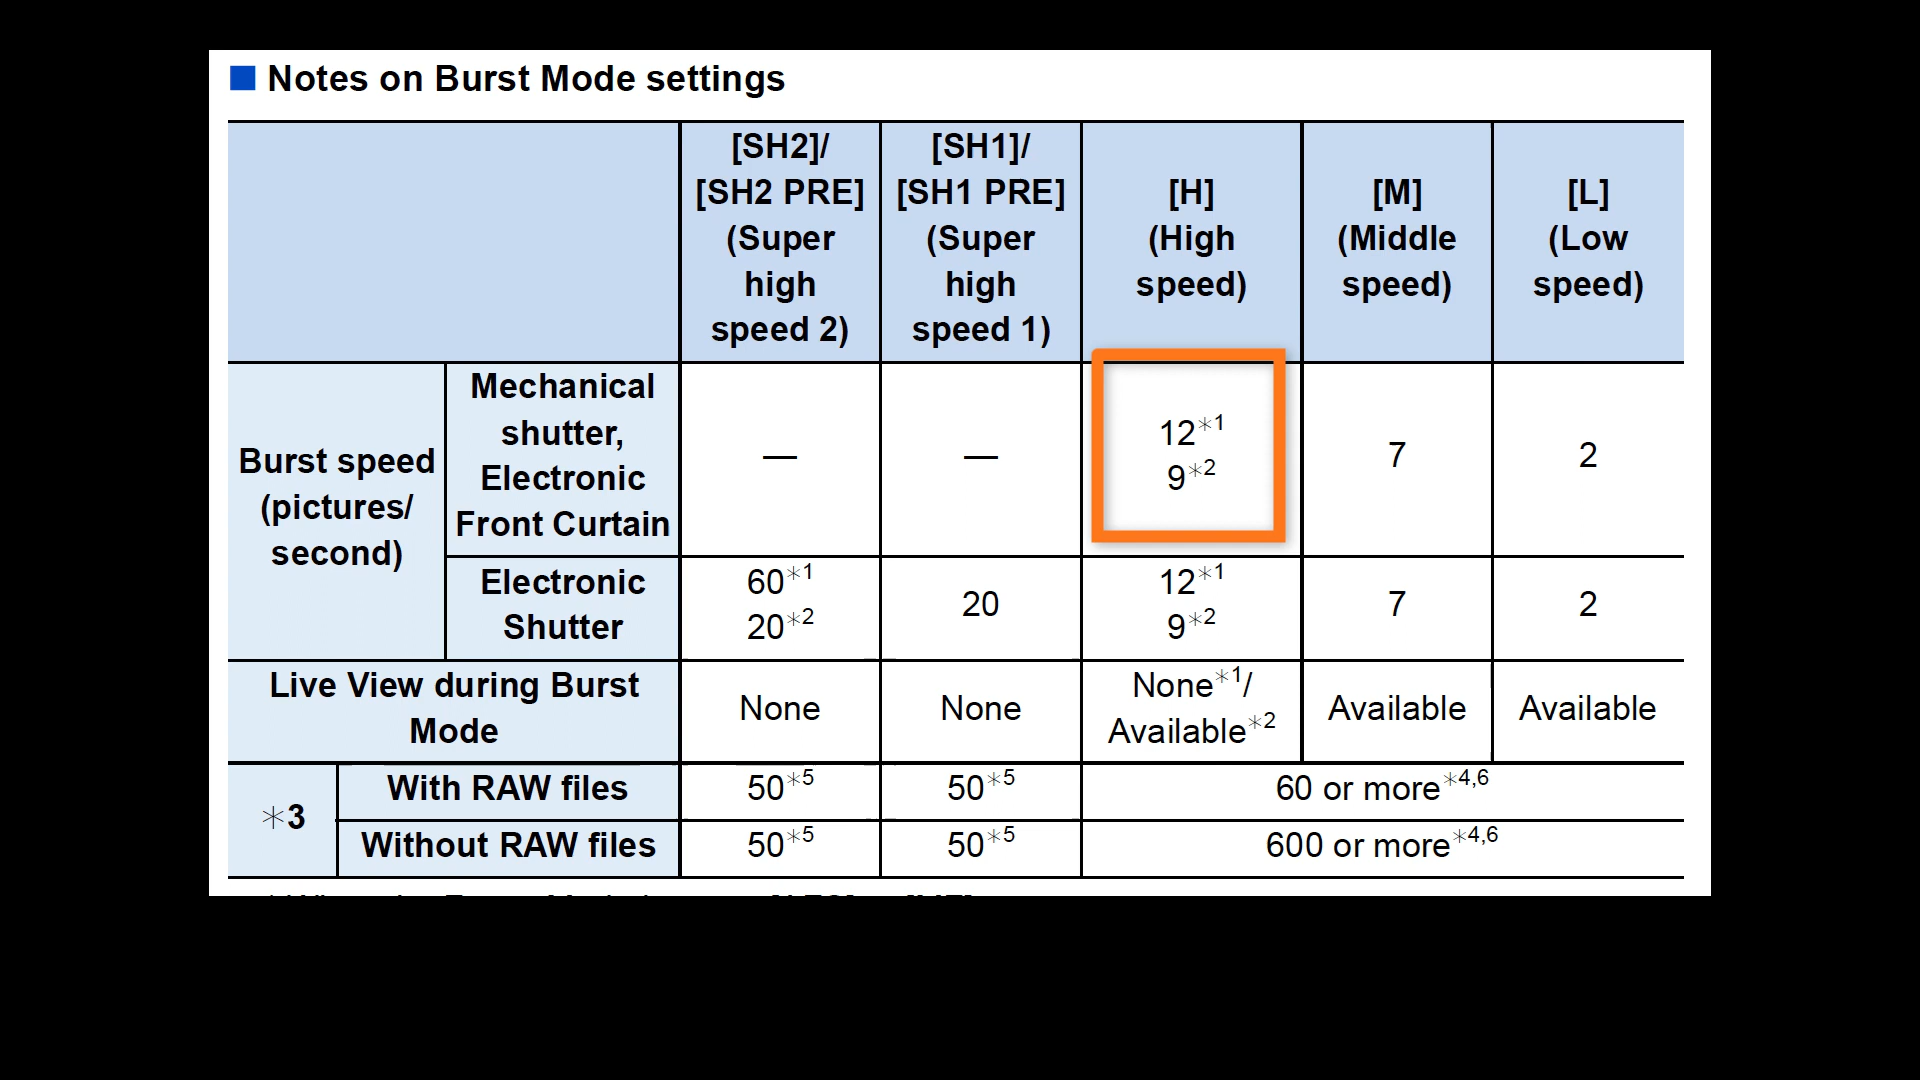 Notes on Burst Mode settings
[SH2]/
[SH2 PRE]
(Super
high
speed 2)
[SH1]/
[SH1 PRE]
(Super
high
speed 1)
[H]
(High
speed)
[M]
(Middle
speed)
[L]
(Low
speed)
Burst speed
(pictures/
second)
Mechanical
shutter,
Electronic
Front Curtain
—
—
12*1
9*2
7
2
Electronic
Shutter
60*1
20*2
20
12*1
9*2
7
2
Live View during Burst
Mode
None
None
None*1/
Available*2
Available
Available
*3
With RAW files
50*5
50*5
60 or more*4,6
Without RAW files
50*5
50*5
600 or more*4,6